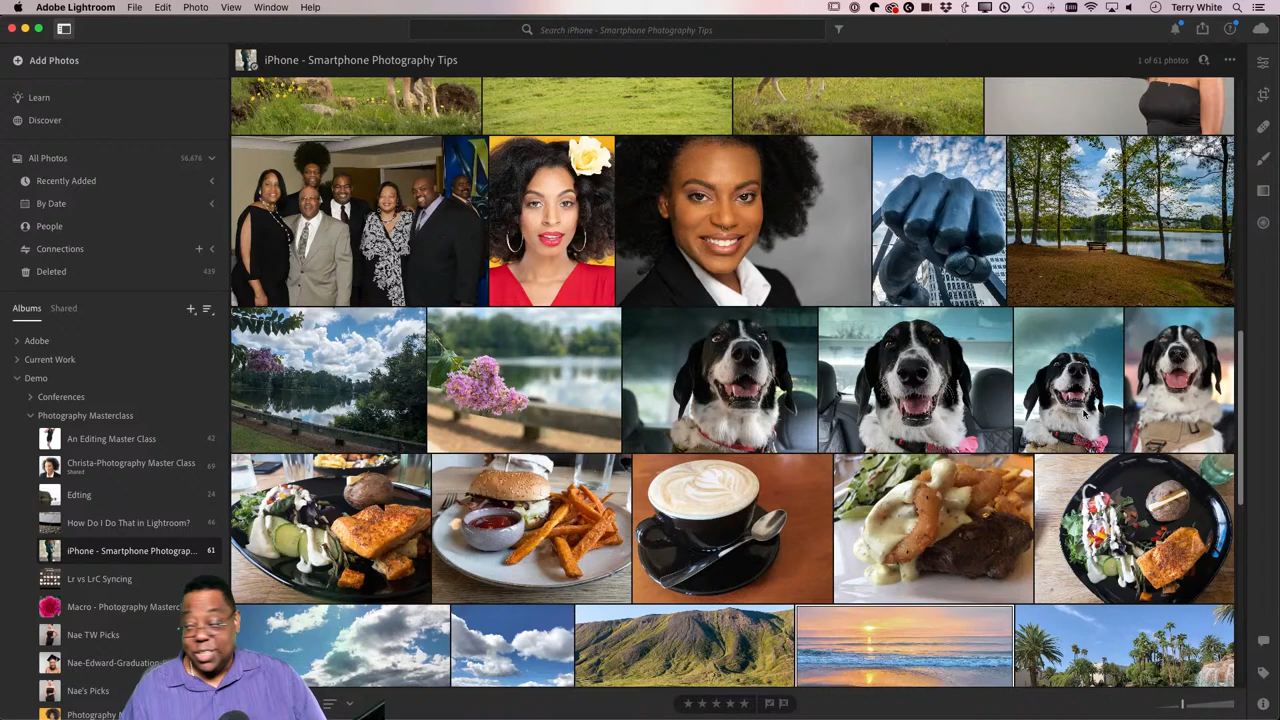 Adobe Lightroom File Edit Photo View Window Help Terry White
Search iPhone - Smartphone Photography Tips
Add Photos
iPhone - Smartphone Photography Tips
1 of 61 photos
Learn
Discover
All Photos 56,676
Recently Added
By Date
People
Connections
Deleted 439
Albums Shared
Adobe
Current Work
Demo
Conferences
Photography Masterclass
An Editing Master Class 42
Christa-Photography Master Class 69
Shared
Edting 24
How Do I Do That in Lightroom? 46
iPhone - Smartphone Photograp... 61
Lr vs LrC Syncing
Macro - Photography Masterc
Nae TW Picks
Nae-Edward-Graduation-
Nae's Picks
Photography M